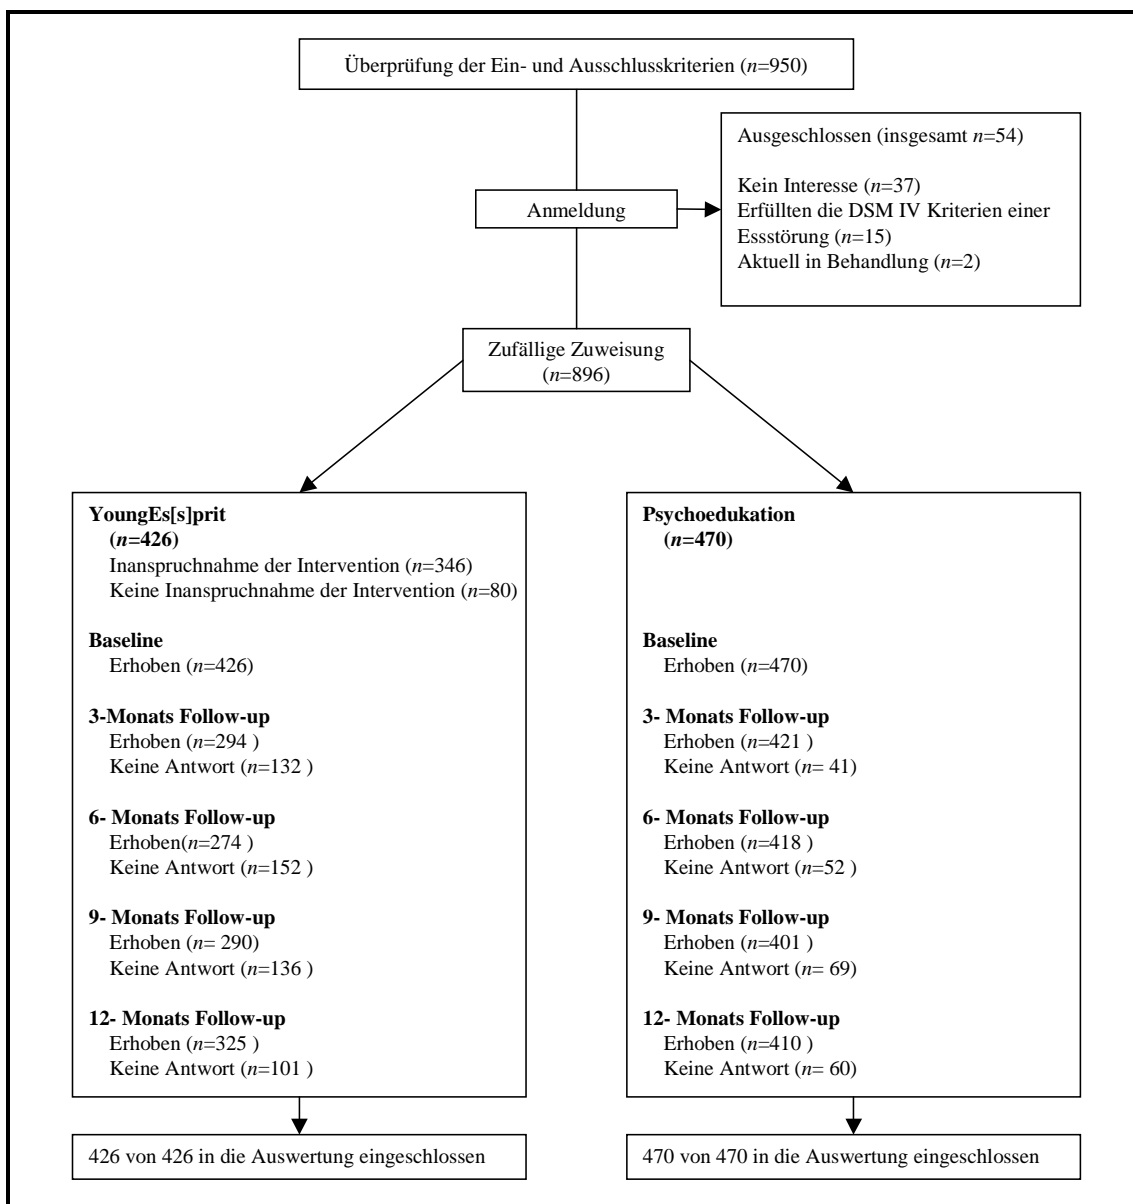 Überprüfung der Ein- und Ausschlusskriterien (n=950)
Ausgeschlossen (insgesamt n=54)
Kein Interesse (n=37)
Erfüllten die DSM IV Kriterien einer
Essstörung (n=15)
Aktuell in Behandlung (n=2)
Anmeldung
Zufällige Zuweisung
(n=896)
YoungEs[s]prit
(n=426)
Inanspruchnahme der Intervention (n=346)
Keine Inanspruchnahme der Intervention (n=80)
Baseline
Erhoben (n=426)
3-Monats Follow-up
Erhoben (n=294 )
Keine Antwort (n=132 )
6- Monats Follow-up
Erhoben(n=274 )
Keine Antwort (n=152 )
9- Monats Follow-up
Erhoben (n= 290)
Keine Antwort (n=136 )
12- Monats Follow-up
Erhoben (n=325 )
Keine Antwort (n=101 )
426 von 426 in die Auswertung eingeschlossen
Psychoedukation
(n=470)
Baseline
Erhoben (n=470)
3- Monats Follow-up
Erhoben (n=421 )
Keine Antwort (n= 41)
6- Monats Follow-up
Erhoben (n=418 )
Keine Antwort (n=52 )
9- Monats Follow-up
Erhoben (n=401 )
Keine Antwort (n= 69)
12- Monats Follow-up
Erhoben (n=410 )
Keine Antwort (n= 60)
470 von 470 in die Auswertung eingeschlossen